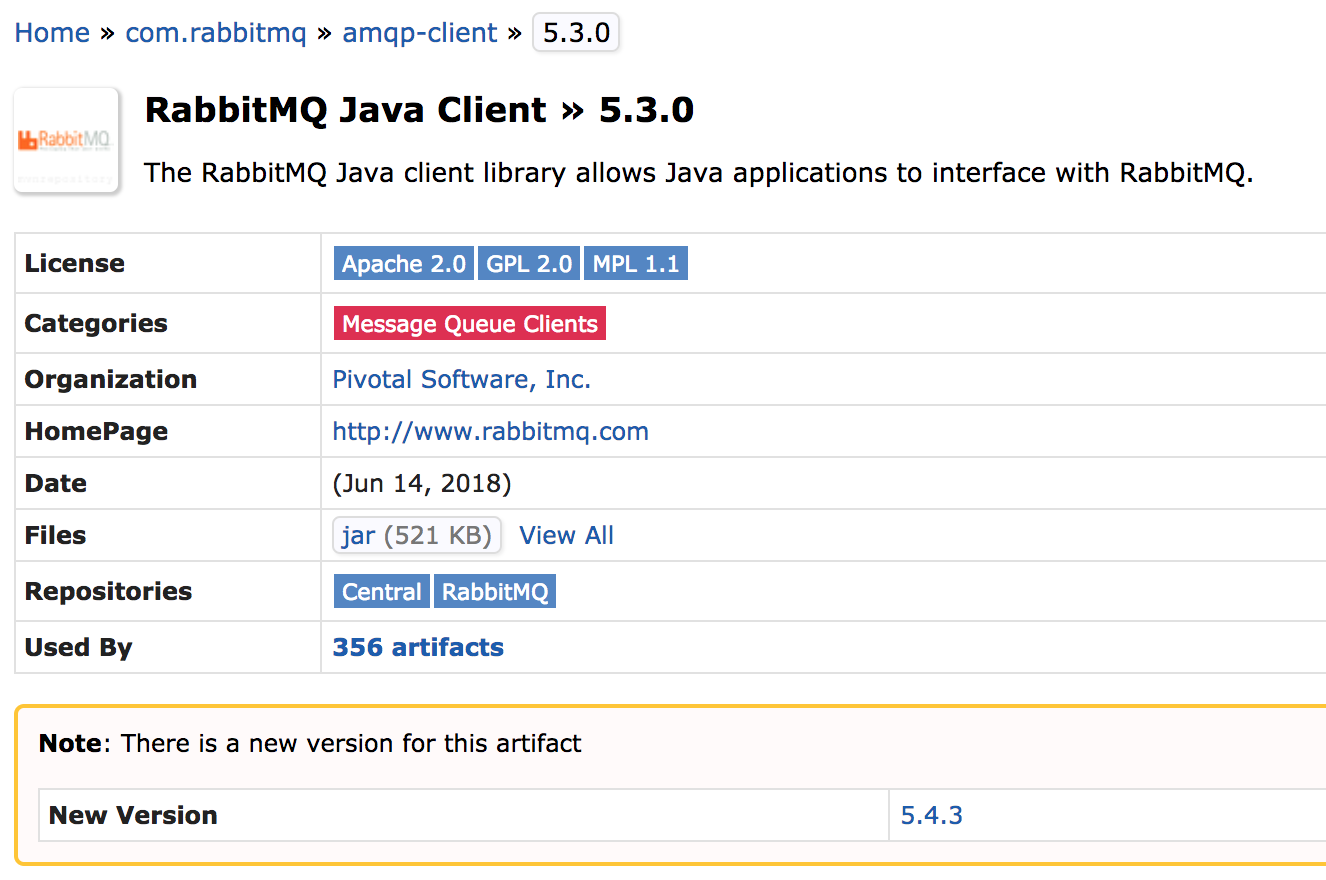 Home » com.rabbitmq » amqp-client » 5.3.0
RabbitMQ Java Client » 5.3.0
RabbitMQ
The RabbitMQ Java client library allows Java applications to interface with RabbitMQ.
License Apache 2.0 GPL 2.0 MPL 1.1
Categories Message Queue Clients
Organization Pivotal Software, Inc.
HomePage http://www.rabbitmq.com
Date (Jun 14, 2018)
Files jar (521 KB) View All
Repositories Central RabbitMQ
Used By 356 artifacts
Note: There is a new version for this artifact
New Version 5.4.3